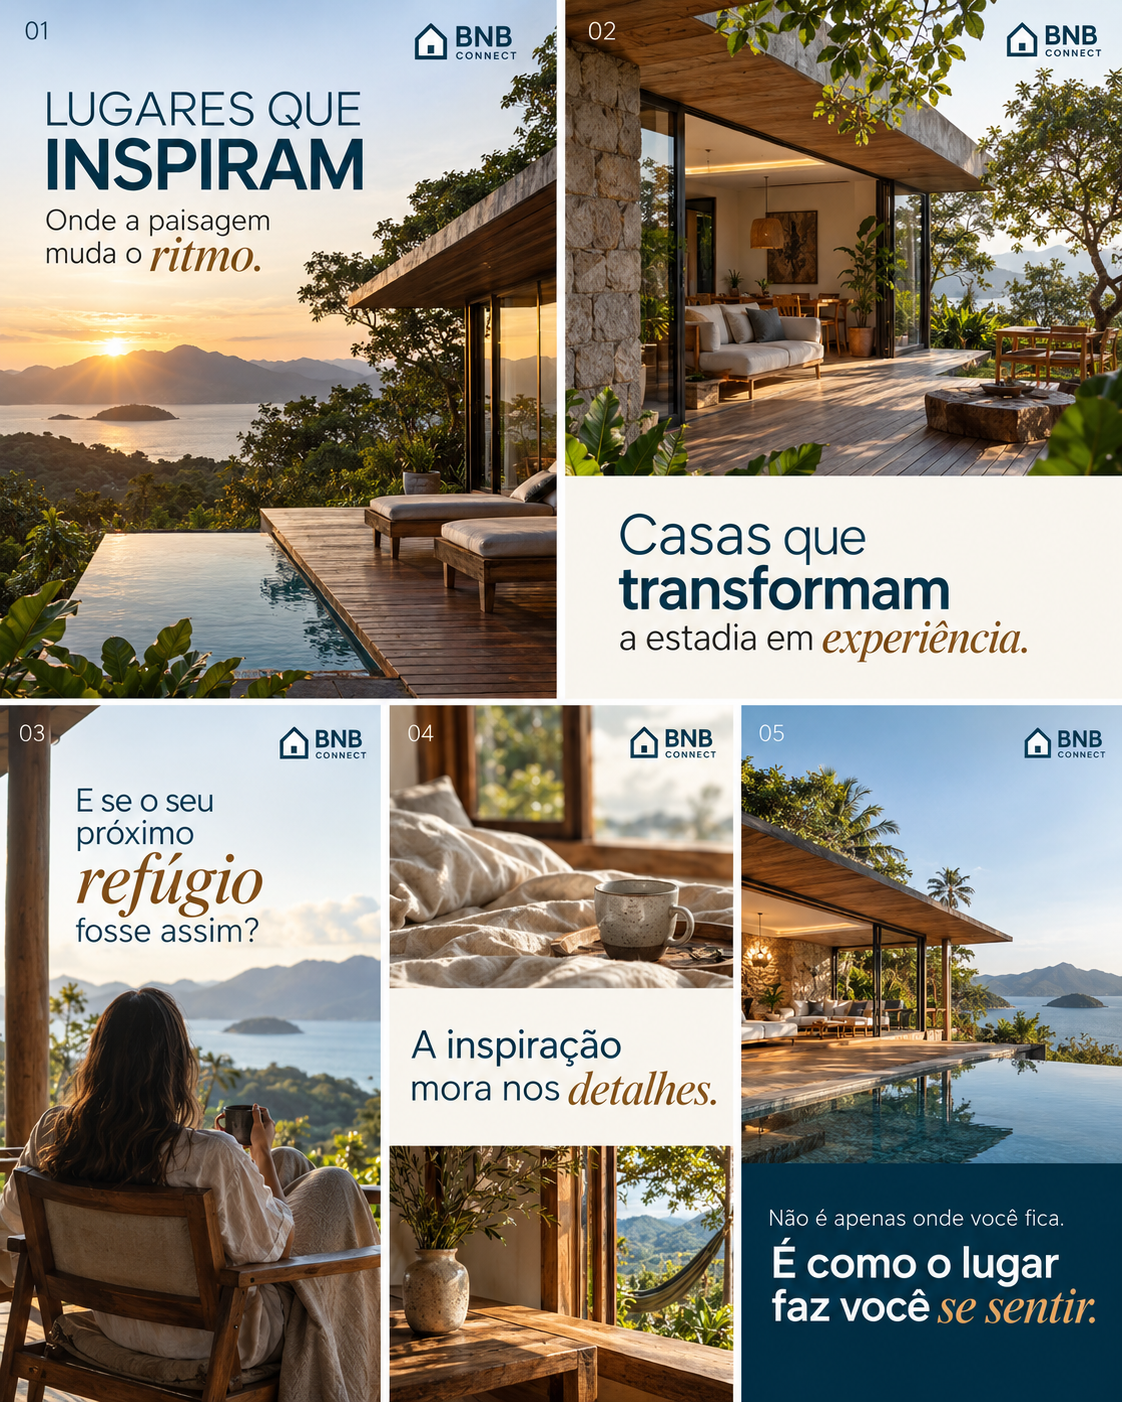 01
BNB
CONNECT
LUGARES QUE
INSPIRAM
Onde a paisagem
muda o ritmo.
02
BNB
CONNECT
Casas que
transformam
a estadia em experiência.
03
BNB
CONNECT
E se o seu
próximo
refúgio
fosse assim?
04
BNB
CONNECT
A inspiração
mora nos detalhes.
05
BNB
CONNECT
Não é apenas onde você fica.
É como o lugar
faz você se sentir.